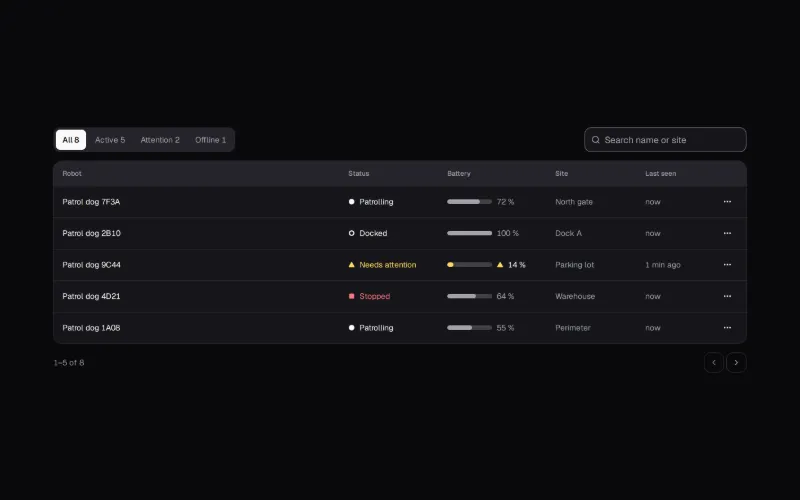 All 8 Active 5 Attention 2 Offline 1 Search name or site
Robot Status Battery Site Last seen
Patrol dog 7F3A Patrolling 72 % North gate now
Patrol dog 2B10 Docked 100 % Dock A now
Patrol dog 9C44 Needs attention 14 % Parking lot 1 min ago
Patrol dog 4D21 Stopped 64 % Warehouse now
Patrol dog 1A08 Patrolling 55 % Perimeter now
1–5 of 8